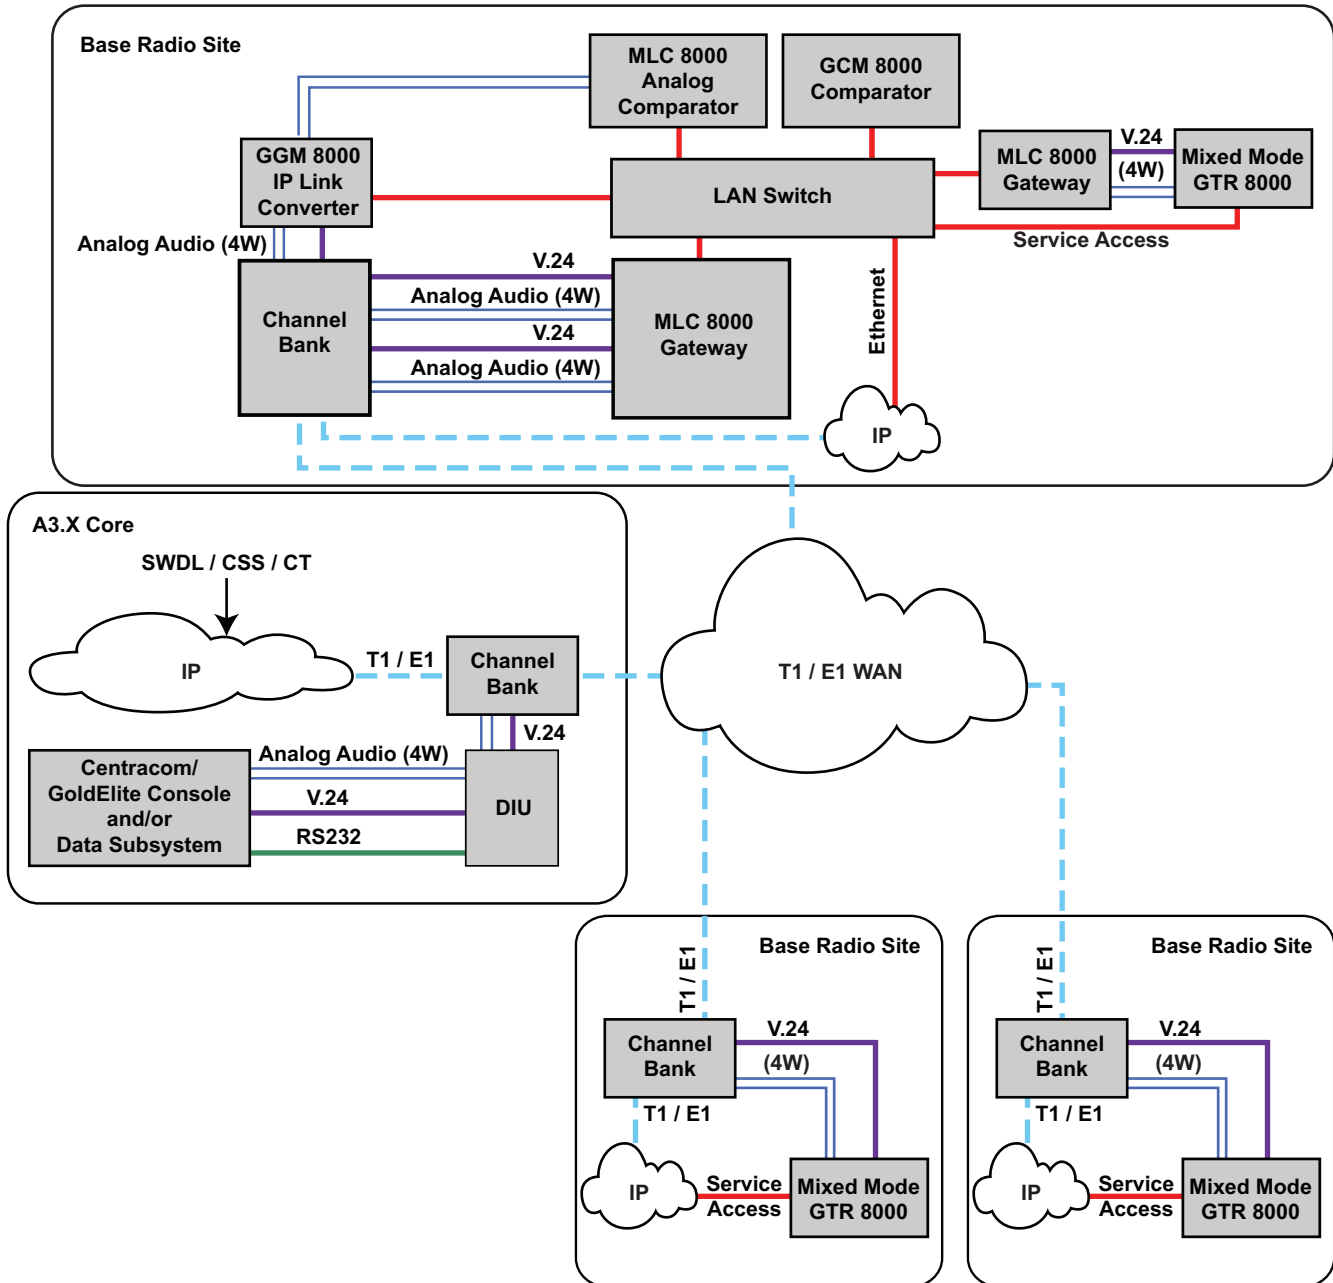 Base Radio Site
MLC 8000
Analog
Comparator
GCM 8000
Comparator
GGM 8000
IP Link
Converter
LAN Switch
MLC 8000
Gateway
V.24
(4W)
Mixed Mode
GTR 8000
Service Access
Analog Audio (4W)
Channel
Bank
V.24
Analog Audio (4W)
V.24
Analog Audio (4W)
MLC 8000
Gateway
Ethernet
IP
A3.X Core
SWDL / CSS / CT
IP
T1 / E1
Channel
Bank
V.24
Centracom/
GoldElite Console
and/or
Data Subsystem
Analog Audio (4W)
V.24
RS232
DIU
T1 / E1 WAN
Base Radio Site
T1 / E1
Channel
Bank
V.24
(4W)
T1 / E1
IP
Service
Access
Mixed Mode
GTR 8000
Base Radio Site
T1 / E1
Channel
Bank
V.24
(4W)
T1 / E1
IP
Service
Access
Mixed Mode
GTR 8000